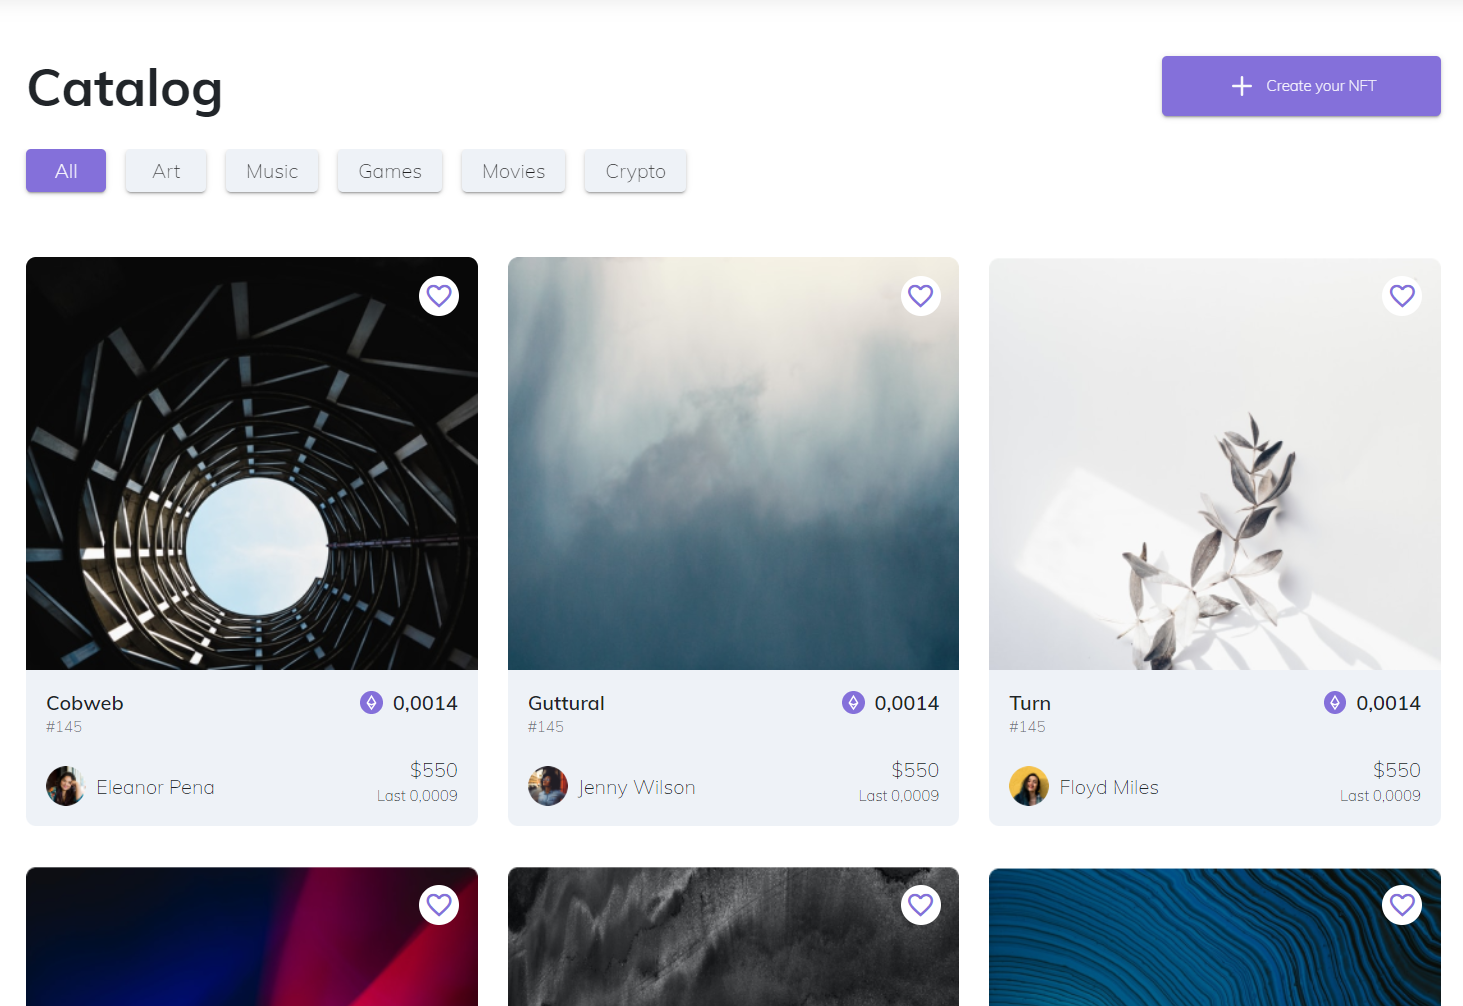 Catalog
Create your NFT
All
Art
Music
Games
Movies
Crypto
Cobweb
0,0014
#145
Eleanor Pena
$550
Last 0,0009
Guttural
0,0014
#145
Jenny Wilson
$550
Last 0,0009
Turn
0,0014
#145
Floyd Miles
$550
Last 0,0009